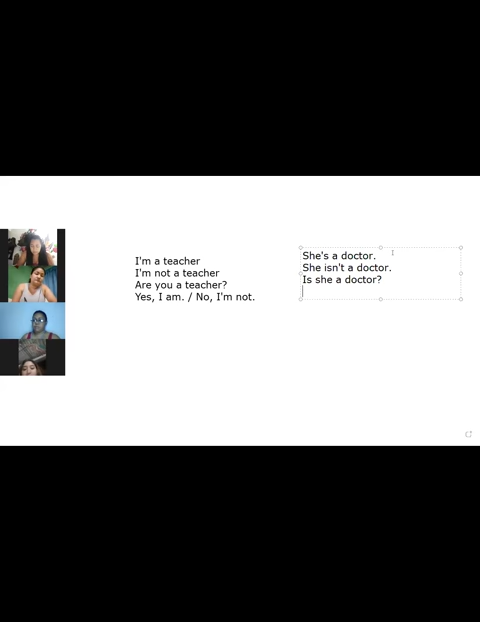 I'm a teacher
I'm not a teacher
Are you a teacher?
Yes, I am. / No, I'm not.
She's a doctor.
She isn't a doctor.
Is she a doctor?